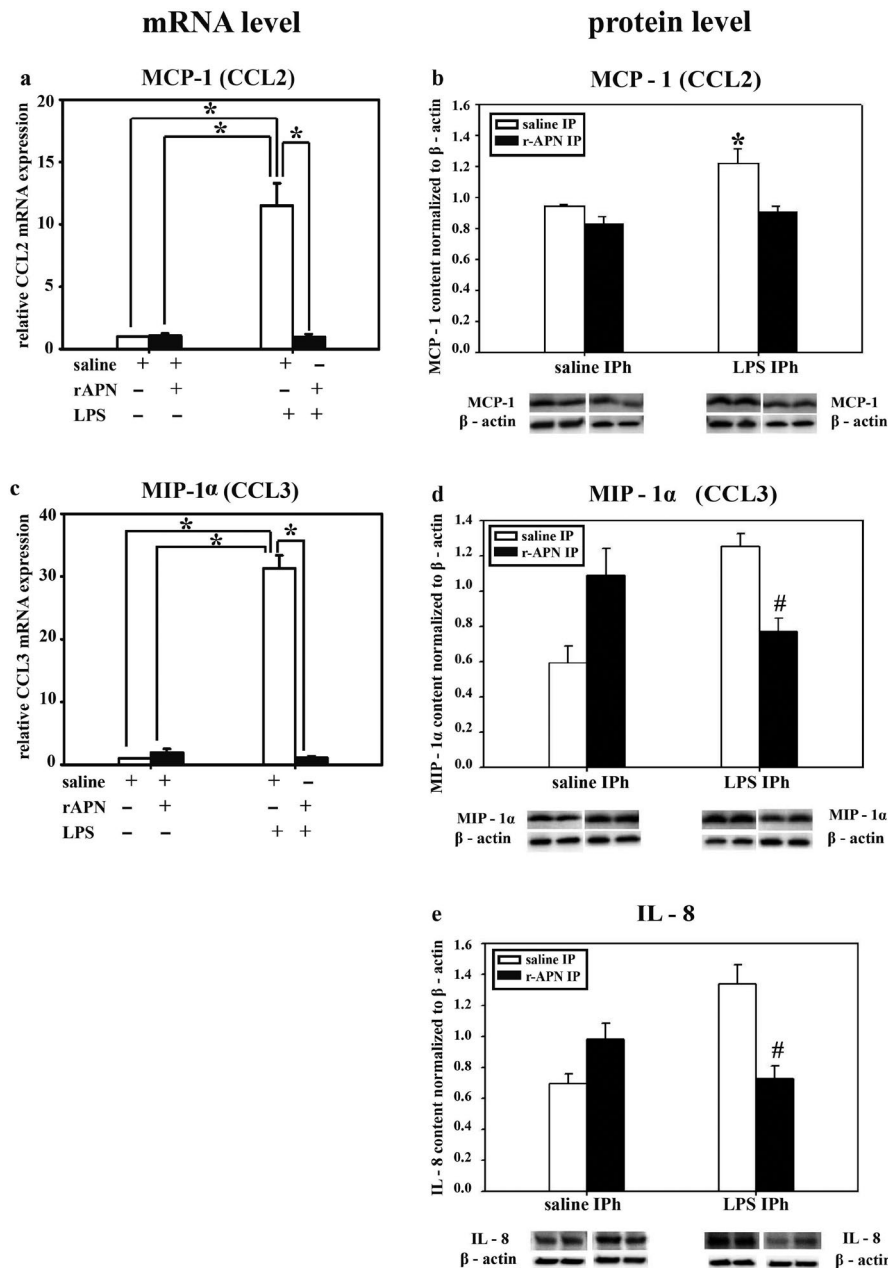 mRNA level
protein level
a
MCP-1 (CCL2)
20
15
10
5
0
relative CCL2 mRNA expression
*
*
*
saline + + + –
rAPN – + – +
LPS – – + +
b
MCP - 1 (CCL2)
1.6
1.4
1.2
1.0
0.8
0.6
0.4
0.2
0.0
MCP - 1 content normalized to β - actin
saline IP
r-APN IP
*
saline IPh
LPS IPh
MCP-1
MCP-1
β - actin
β - actin
c
MIP-1α (CCL3)
40
30
20
10
0
relative CCL3 mRNA expression
*
*
*
saline + + + –
rAPN – + – +
LPS – – + +
d
MIP - 1α (CCL3)
1.4
1.2
1.0
0.8
0.6
0.4
0.2
0.0
MIP - 1α content normalized to β - actin
saline IP
r-APN IP
#
saline IPh
LPS IPh
MIP - 1α
MIP - 1α
β - actin
β - actin
e
IL - 8
1.6
1.4
1.2
1.0
0.8
0.6
0.4
0.2
0.0
IL - 8 content normalized to β - actin
saline IP
r-APN IP
#
saline IPh
LPS IPh
IL - 8
IL - 8
β - actin
β - actin